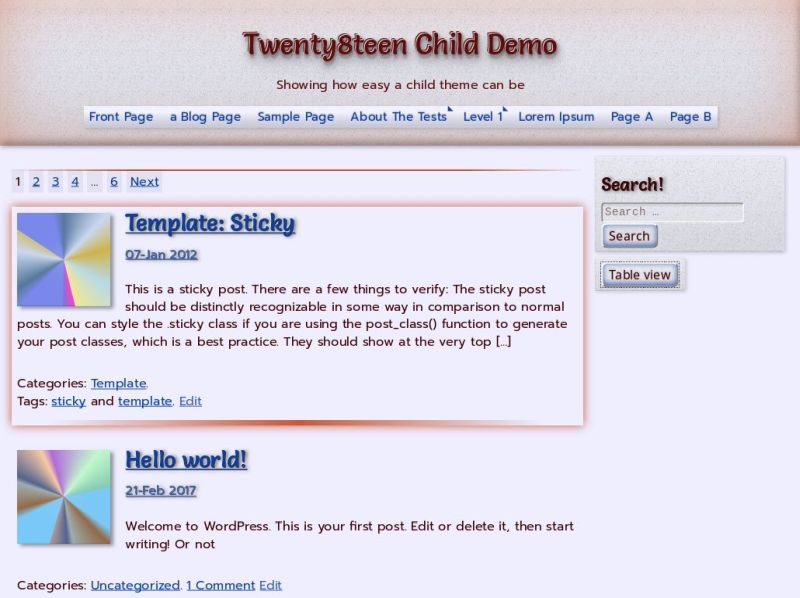 Twenty8teen Child Demo
Showing how easy a child theme can be
Front Page a Blog Page Sample Page About The Tests Level 1 Lorem Ipsum Page A Page B
1 2 3 4 ... 6 Next
Template: Sticky
07-Jan 2012
This is a sticky post. There are a few things to verify: The sticky post
should be distinctly recognizable in some way in comparison to normal
posts. You can style the .sticky class if you are using the post_class() function to generate
your post classes, which is a best practice. They should show at the very top [...]
Categories: Template.
Tags: sticky and template. Edit
Hello world!
21-Feb 2017
Welcome to WordPress. This is your first post. Edit or delete it, then start
writing! Or not
Categories: Uncategorized. 1 Comment Edit
Search!
Search ...
Search
Table view